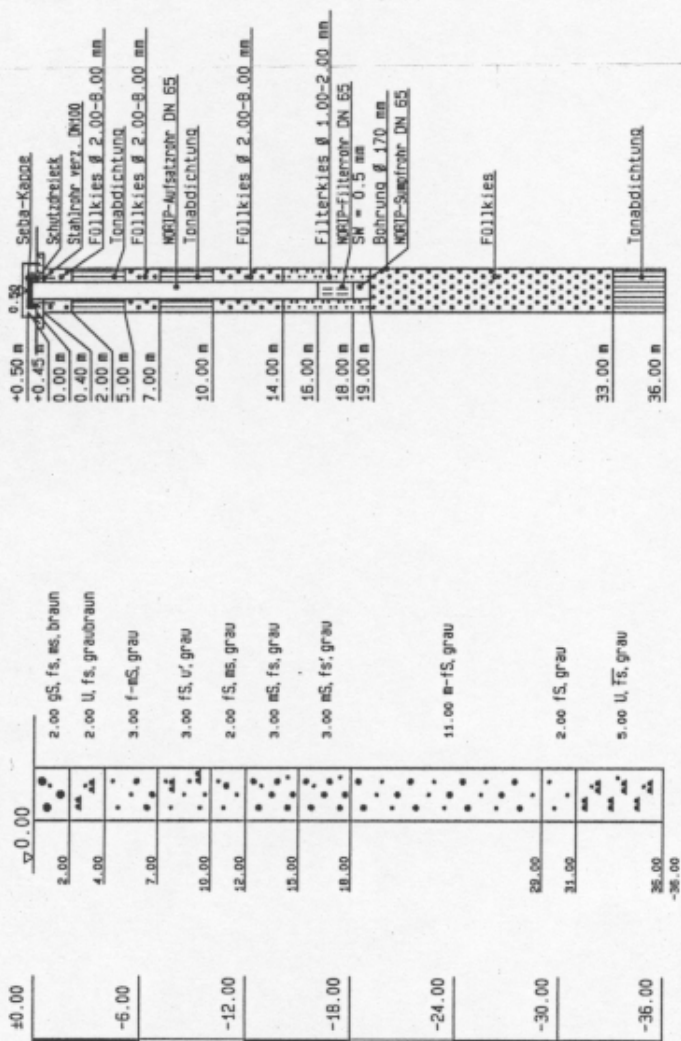 Seba-Kappe
Schutzdreieck
Stahlrohr verz. DN100
Füllkies Ø 2.00-8.00 mm
Tonabdichtung
Füllkies Ø 2.00-8.00 mm
NORIP-Aufsatzrohr DN 65
Tonabdichtung
Füllkies Ø 2.00-8.00 mm
Filterkies Ø 1.00-2.00 mm
NORIP-Filterrohr DN 65
SW = 0.5 mm
Bohrung Ø 170 mm
NORIP-Sumpfrohr DN 65
Füllkies
Tonabdichtung
0.50
+0.50 m
+0.45 m
0.00 m
0.40 m
2.00 m
5.00 m
7.00 m
10.00 m
14.00 m
16.00 m
18.00 m
19.00 m
33.00 m
36.00 m
2.00 gS, fs, ms, braun
2.00 U, fs, graubraun
3.00 f-mS, grau
3.00 fS, u', grau
2.00 fS, ms, grau
3.00 mS, fs, grau
3.00 mS, fs', grau
11.00 m-fS, grau
2.00 fS, grau
5.00 U, f̅s̅, grau
▽0.00
2.00
4.00
7.00
10.00
12.00
15.00
18.00
29.00
31.00
36.00
-36.00
±0.00
-6.00
-12.00
-18.00
-24.00
-30.00
-36.00